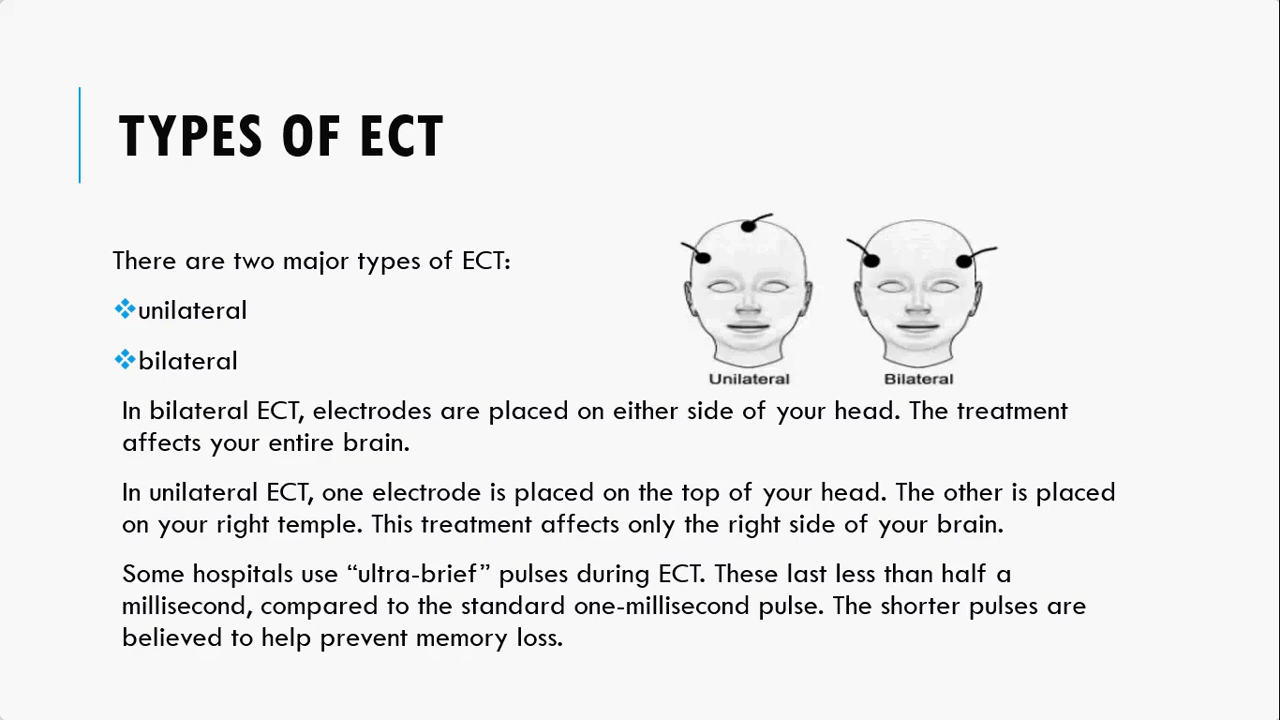 TYPES OF ECT
There are two major types of ECT:
❖unilateral
❖bilateral
Unilateral
Bilateral
In bilateral ECT, electrodes are placed on either side of your head. The treatment
affects your entire brain.
In unilateral ECT, one electrode is placed on the top of your head. The other is placed
on your right temple. This treatment affects only the right side of your brain.
Some hospitals use “ultra-brief” pulses during ECT. These last less than half a
millisecond, compared to the standard one-millisecond pulse. The shorter pulses are
believed to help prevent memory loss.